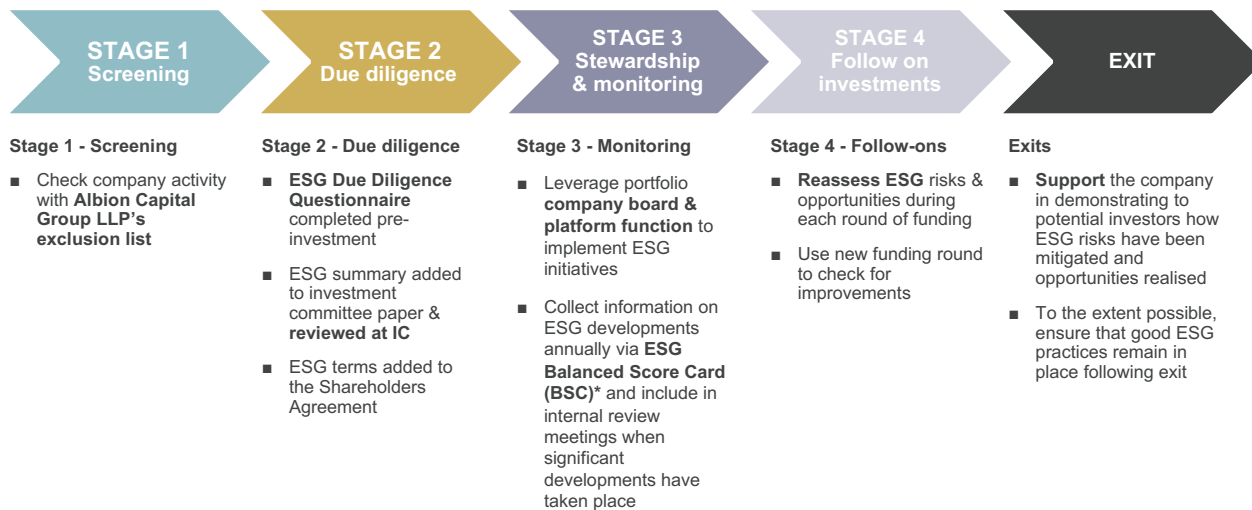 STAGE 1
Screening
STAGE 2
Due diligence
STAGE 3
Stewardship
& monitoring
STAGE 4
Follow on
investments
EXIT
Stage 1 - Screening
■ Check company activity
with Albion Capital
Group LLP’s
exclusion list
Stage 2 - Due diligence
■ ESG Due Diligence
Questionnaire
completed pre-
investment
■ ESG summary added
to investment
committee paper &
reviewed at IC
■ ESG terms added to
the Shareholders
Agreement
Stage 3 - Monitoring
■ Leverage portfolio
company board &
platform function to
implement ESG
initiatives
■ Collect information on
ESG developments
annually via ESG
Balanced Score Card
(BSC)* and include in
internal review
meetings when
significant
developments have
taken place
Stage 4 - Follow-ons
■ Reassess ESG risks &
opportunities during
each round of funding
■ Use new funding round
to check for
improvements
Exits
■ Support the company
in demonstrating to
potential investors how
ESG risks have been
mitigated and
opportunities realised
■ To the extent possible,
ensure that good ESG
practices remain in
place following exit